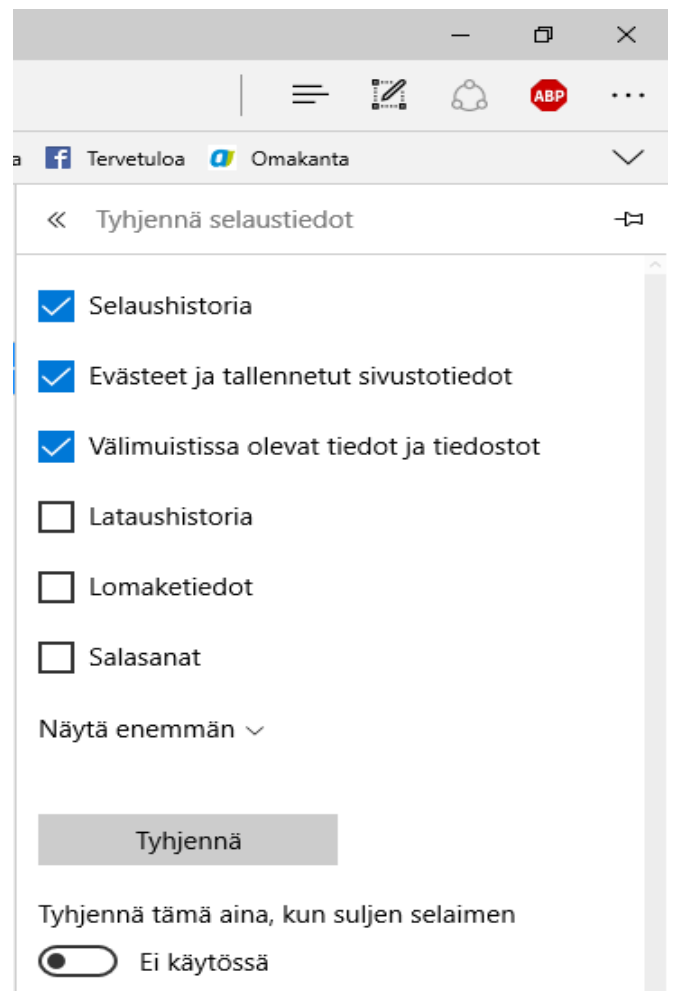 ABP
a Tervetuloa Omakanta
Tyhjennä selaustiedot
Selaushistoria
Evästeet ja tallennetut sivustotiedot
Välimuistissa olevat tiedot ja tiedostot
Lataushistoria
Lomaketiedot
Salasanat
Näytä enemmän
Tyhjennä
Tyhjennä tämä aina, kun suljen selaimen
Ei käytössä